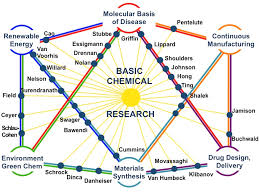 Molecular Basis
of Disease
Renewable
Energy
Continuous
Manufacturing
Cao
Stubbe
Griffin
Pentelute
Essigmann
Drennan
Nolan
Lippard
Shoulders
Johnson
Hong
Ting
Shalek
Van
Voorhis
Willard
Nelson
Surendranath
BASIC
CHEMICAL
RESEARCH
Field
Ceyer
Schlau-
Cohen
Swager
Bawendi
Jamison
Buchwald
Cummins
Environment
Green Chem
Schrock
Dinca
Danheiser
Materials
Synthesis
Movassaghi
Van Humbeck
Klibanov
Drug Design,
Delivery